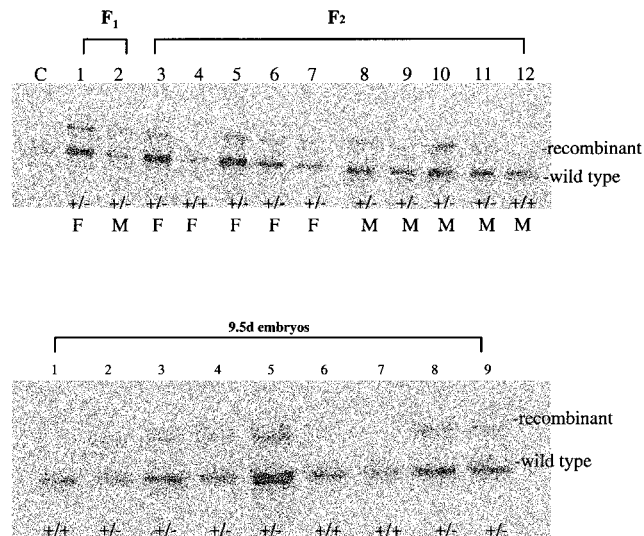 F1 F2
C 1 2 3 4 5 6 7 8 9 10 11 12
-recombinant
-wild type
+/- +/- +/- +/+ +/- +/- +/- +/- +/- +/- +/- +/+
F M F F F F F M M M M M
9.5d embryos
1 2 3 4 5 6 7 8 9
-recombinant
-wild type
+/+ +/- +/- +/- +/- +/+ +/+ +/- +/-